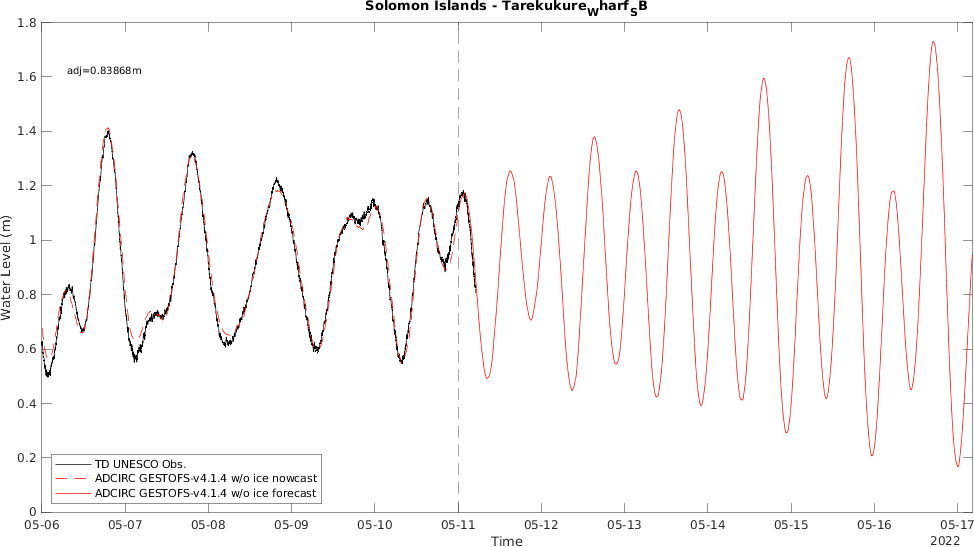 Solomon Islands - TarekukureWharfSB
1.8
1.6
1.4
1.2
1
0.8
0.6
0.4
0.2
0
Water Level (m)
adj=0.83868m
TD UNESCO Obs.
ADCIRC GESTOFS-v4.1.4 w/o ice nowcast
ADCIRC GESTOFS-v4.1.4 w/o ice forecast
05-06 05-07 05-08 05-09 05-10 05-11 05-12 05-13 05-14 05-15 05-16 05-17
Time
2022